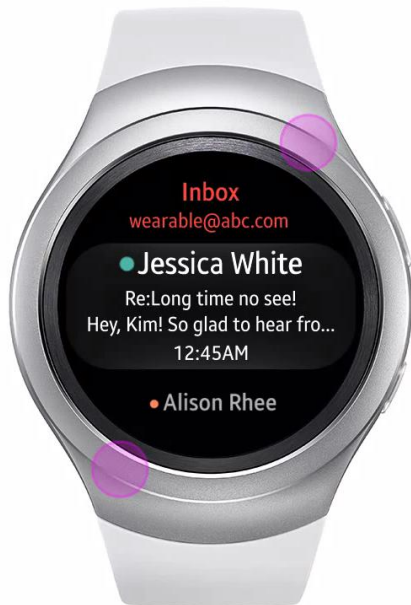 Inbox
wearable@abc.com
Jessica White
Re:Long time no see!
Hey, Kim! So glad to hear fro...
12:45AM
Alison Rhee